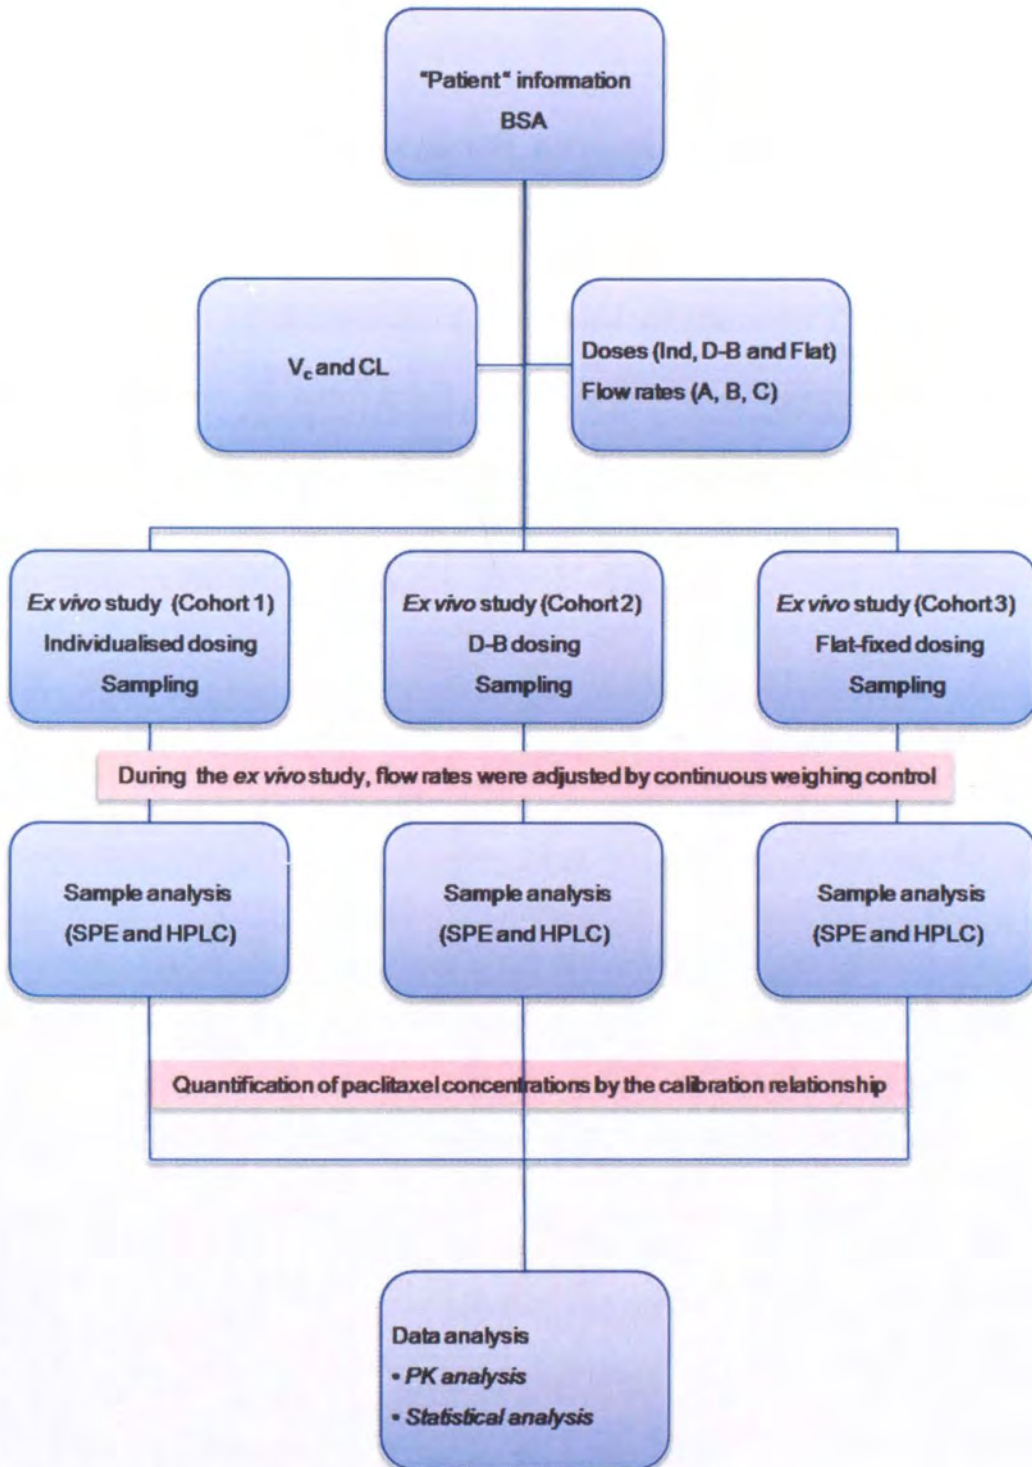 "Patient" information
BSA
Vc and CL
Doses (Ind, D-B and Flat)
Flow rates (A, B, C)
Ex vivo study (Cohort 1)
Individualised dosing
Sampling
Ex vivo study (Cohort 2)
D-B dosing
Sampling
Ex vivo study (Cohort 3)
Flat-fixed dosing
Sampling
During the ex vivo study, flow rates were adjusted by continuous weighing control
Sample analysis
(SPE and HPLC)
Sample analysis
(SPE and HPLC)
Sample analysis
(SPE and HPLC)
Quantification of paclitaxel concentrations by the calibration relationship
Data analysis
• PK analysis
• Statistical analysis